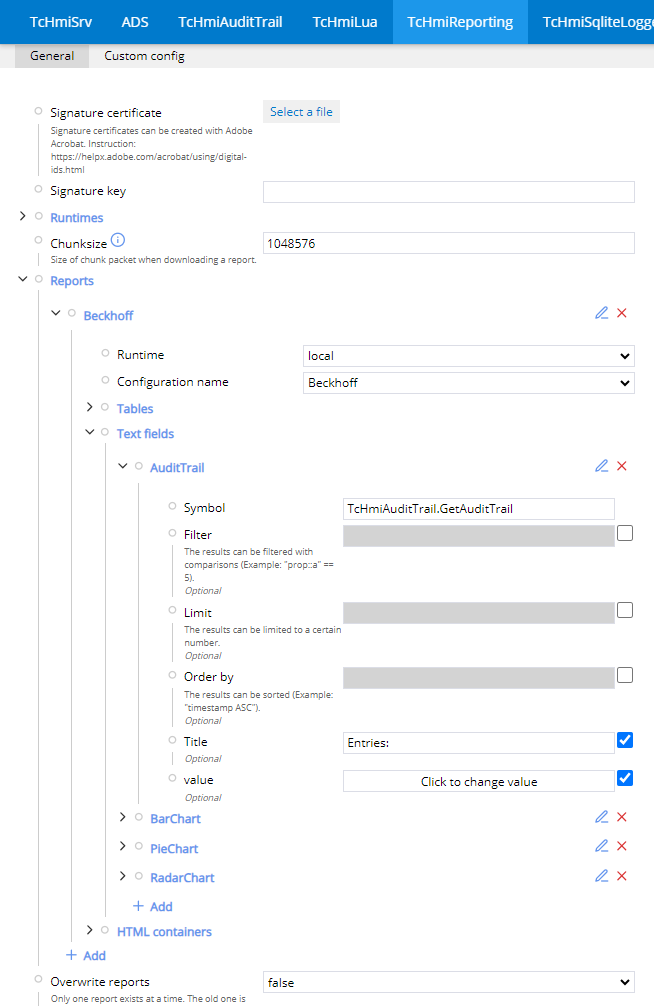 TcHmiSrv ADS TcHmiAuditTrail TcHmiLua TcHmiReporting TcHmiSqliteLogge
General Custom config
Signature certificate Select a file
Signature certificates can be created with Adobe
Acrobat. Instruction:
https://helpx.adobe.com/acrobat/using/digital-
ids.html
Signature key
Runtimes
Chunksize 1048576
Size of chunk packet when downloading a report.
Reports
Beckhoff
Runtime local
Configuration name Beckhoff
Tables
Text fields
AuditTrail
Symbol TcHmiAuditTrail.GetAuditTrail
Filter
The results can be filtered with
comparisons (Example: "prop::a" ==
5).
Optional
Limit
The results can be limited to a certain
number.
Optional
Order by
The results can be sorted (Example:
"timestamp ASC").
Optional
Title Entries:
Optional
value Click to change value
Optional
BarChart
PieChart
RadarChart
+ Add
HTML containers
+ Add
Overwrite reports false
Only one report exists at a time. The old one is